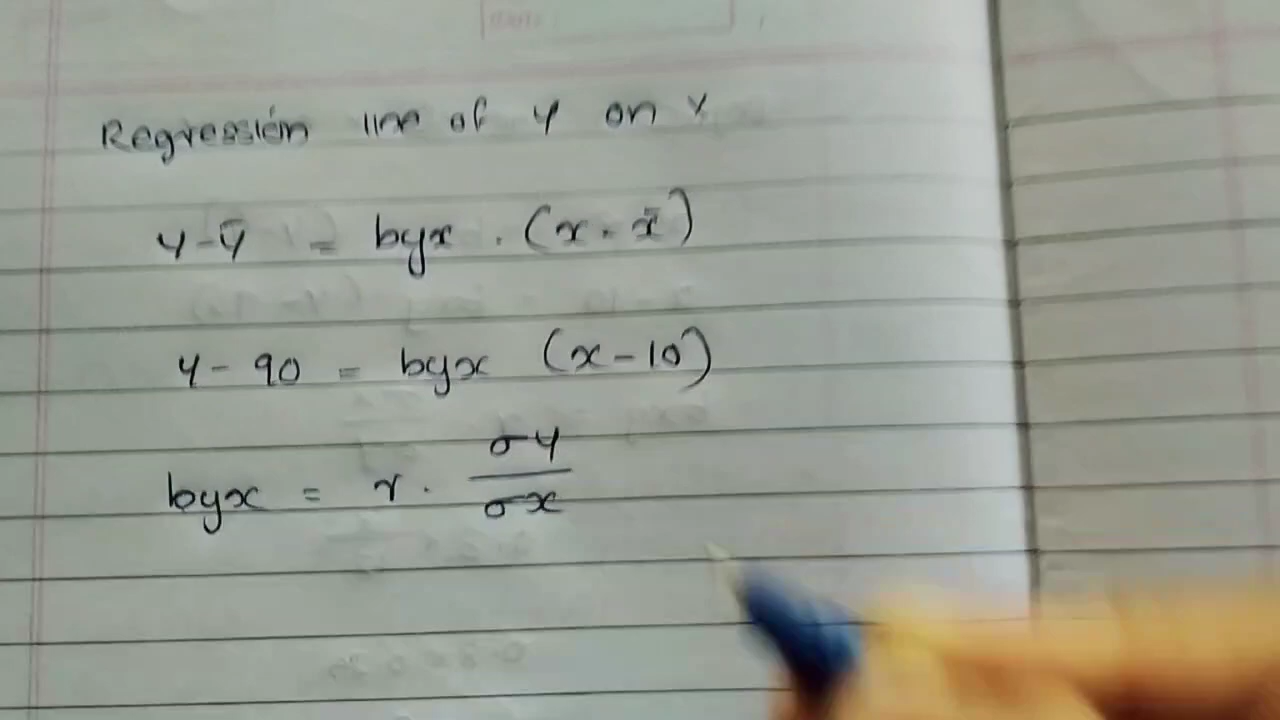 Regression line of y on x
y - ȳ = byx . (x - x̄)
y - 90 = byx (x - 10)
byx = r . σy / σx